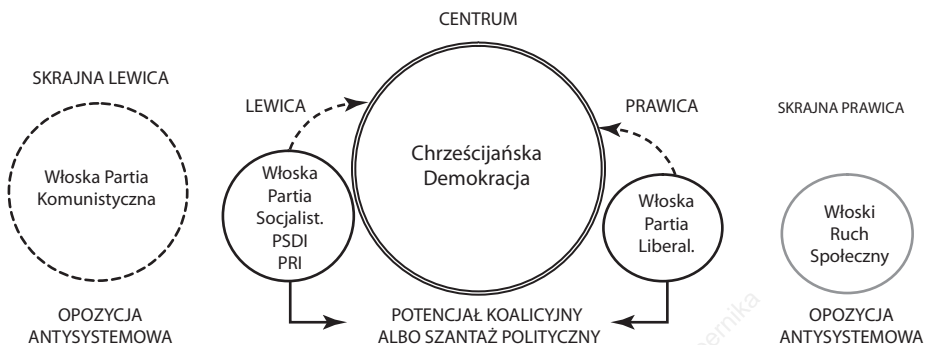 CENTRUM
SKRAJNA LEWICA
LEWICA
PRAWICA
SKRAJNA PRAWICA
Włoska Partia
Komunistyczna
Włoska
Partia
Socjalist.
PSDI
PRI
Chrześcijańska
Demokracja
Włoska
Partia
Liberal.
Włoski
Ruch
Społeczny
OPOZYCJA
ANTYSYSTEMOWA
POTENCJAŁ KOALICYJNY
ALBO SZANTAŻ POLITYCZNY
OPOZYCJA
ANTYSYSTEMOWA